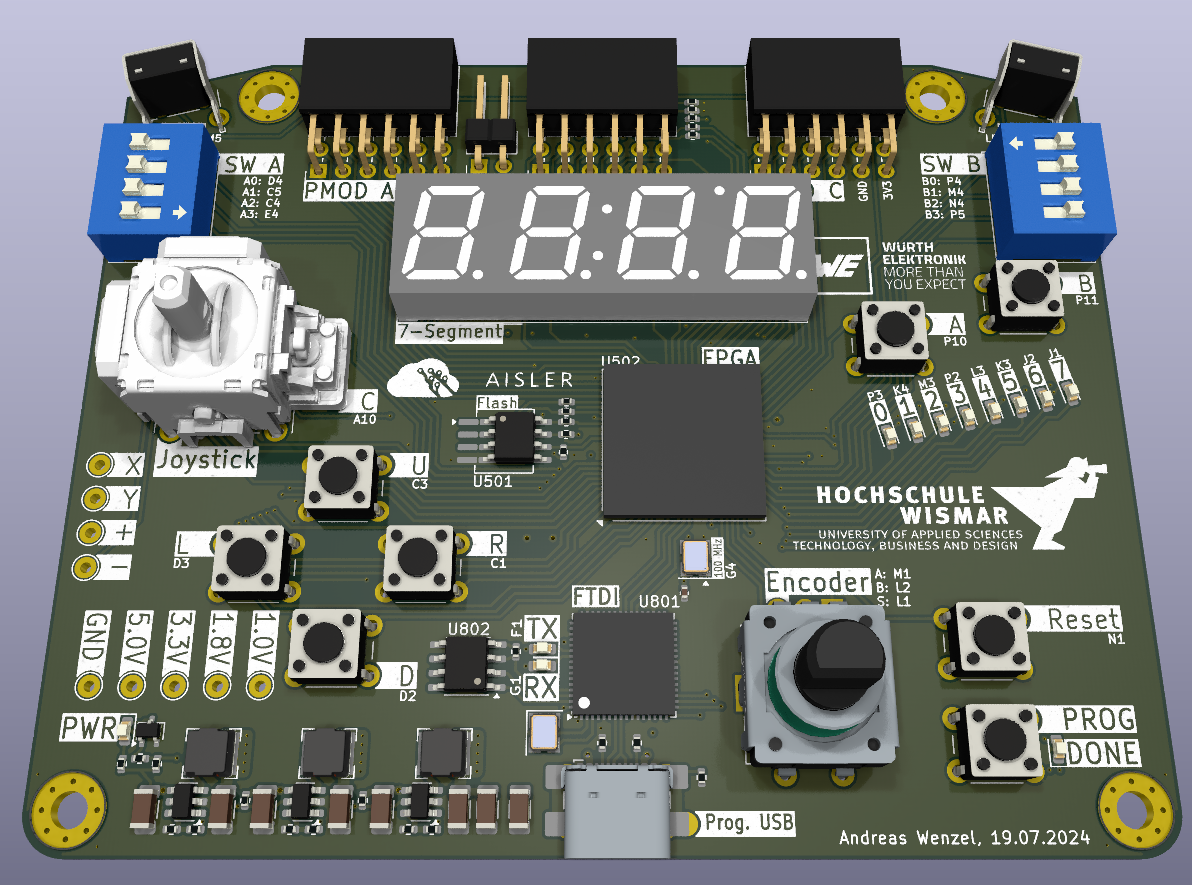 SW A
A0: D4
A1: C5
A2: C4
A3: E4
PMOD A
C
GND
3V3
SW B
B0: P4
B1: M4
B2: N4
B3: P5
WE
WÜRTH
ELEKTRONIK
MORE THAN
YOU EXPECT
7-Segment
B
P11
A
P10
AISLER
U502
FPGA
Flash
U501
C
A10
Joystick
P3 K4 M3 P2 L3 K3 J2 J1
0 1 2 3 4 5 6 7
X
Y
+
-
U
C3
L
D3
R
C1
D
D2
HOCHSCHULE
WISMAR
UNIVERSITY OF APPLIED SCIENCES
TECHNOLOGY, BUSINESS AND DESIGN
100 MHz
G4
Encoder
A: M1
B: L2
S: L1
FTDI
U801
U802
F1
TX
G1
RX
GND
5.0V
3.3V
1.8V
1.0V
Reset
N1
PROG
DONE
PWR
Prog. USB
Andreas Wenzel, 19.07.2024